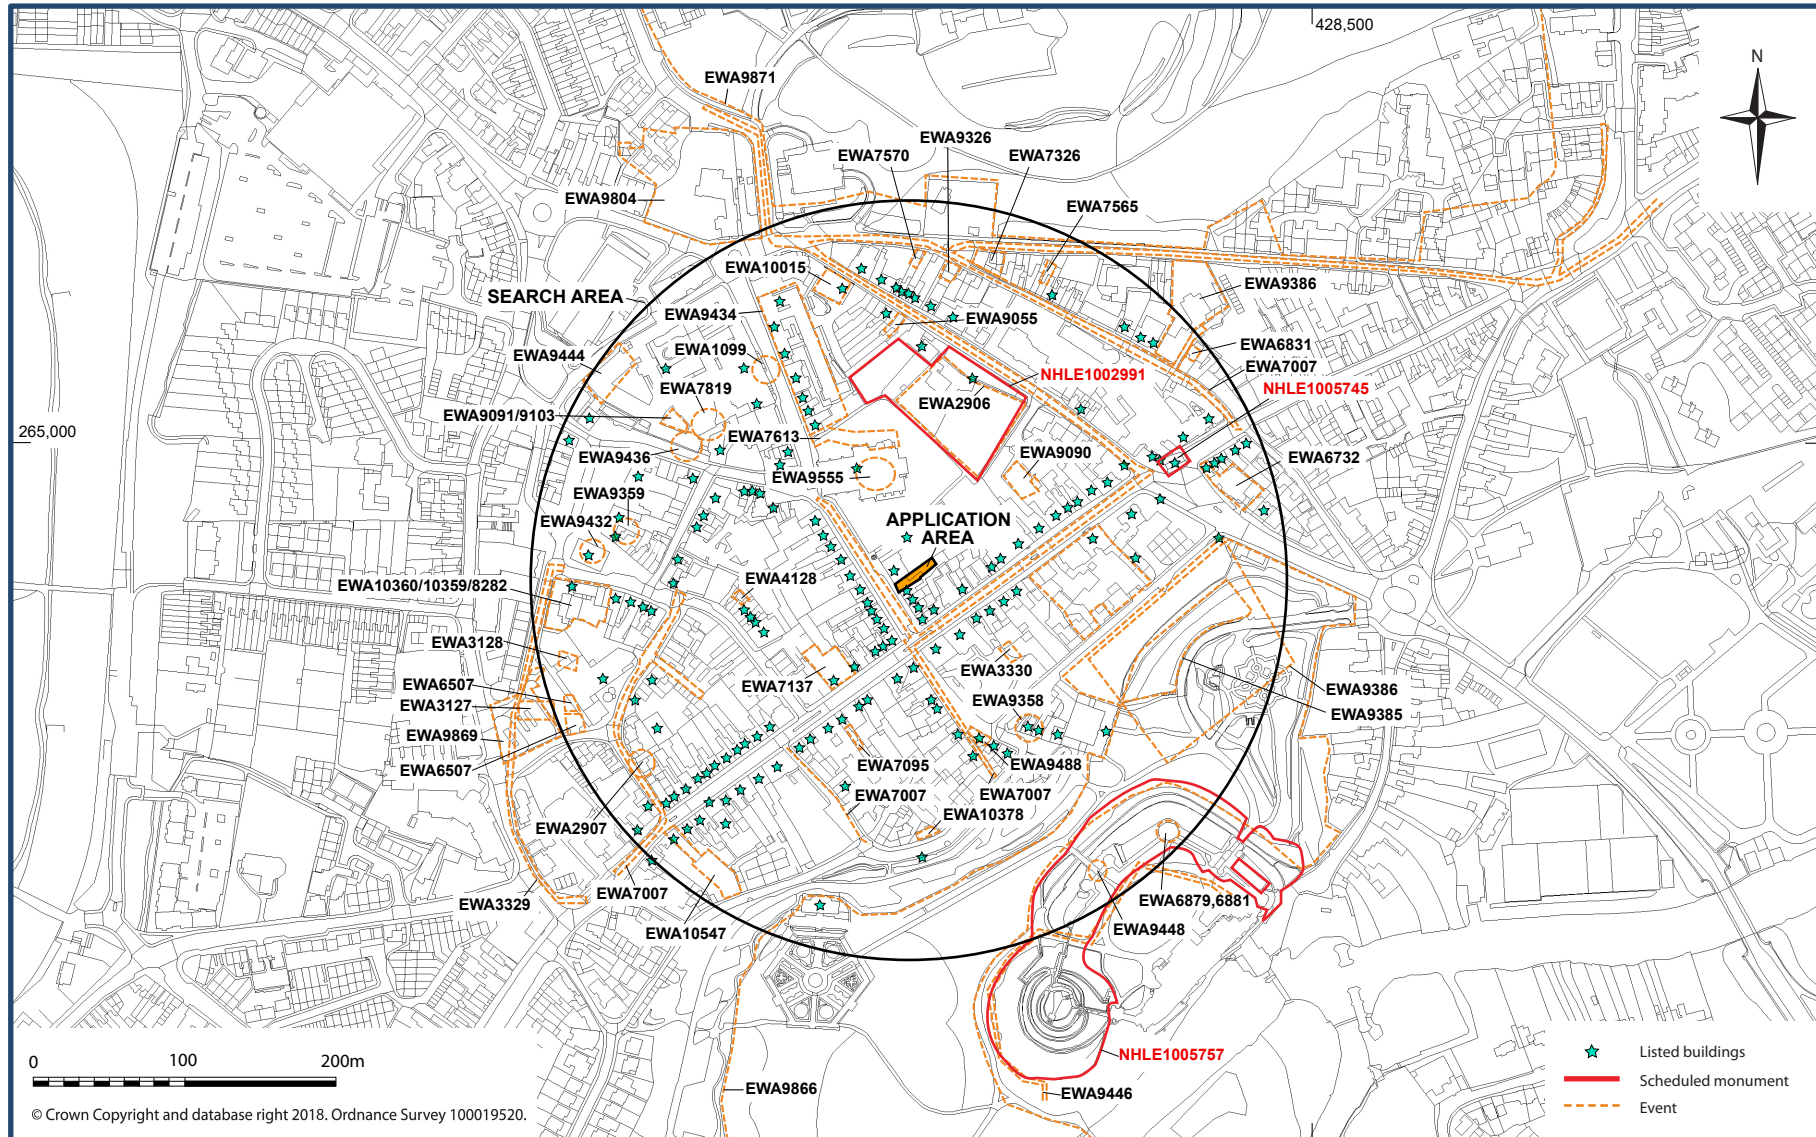 428,500
N
EWA9871
EWA9326
EWA7570
EWA7326
EWA9804
EWA7565
EWA10015
SEARCH AREA
EWA9386
EWA9434
EWA9055
EWA9444
EWA1099
EWA6831
EWA7007
NHLE1002991
NHLE1005745
EWA7819
EWA2906
EWA9091/9103
265,000
EWA7613
EWA9436
EWA9090
EWA6732
EWA9555
EWA9359
EWA9432
APPLICATION
AREA
EWA10360/10359/8282
EWA4128
EWA3128
EWA3330
EWA6507
EWA7137
EWA9386
EWA3127
EWA9358
EWA9385
EWA9869
EWA7095
EWA9488
EWA6507
EWA7007
EWA7007
EWA10378
EWA2907
EWA7007
EWA3329
EWA6879,6881
EWA10547
EWA9448
NHLE1005757
EWA9866
EWA9446
0 100 200m
© Crown Copyright and database right 2018. Ordnance Survey 100019520.
Listed buildings
Scheduled monument
Event